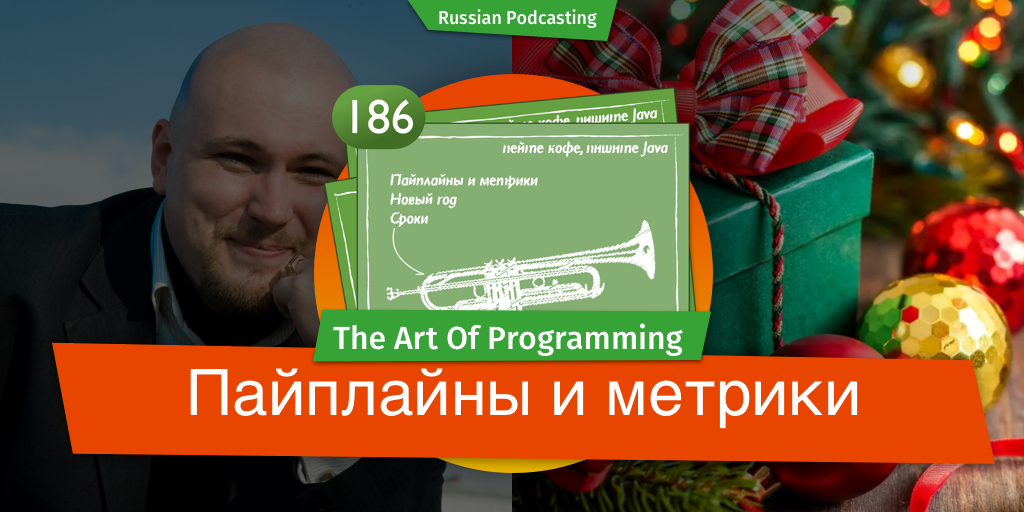 Russian Podcasting
186
кофе, пишите Java
пейте кофе, пишите Java
Пайплайны и метрики
Новый год
Сроки
The Art Of Programming
Пайплайны и метрики